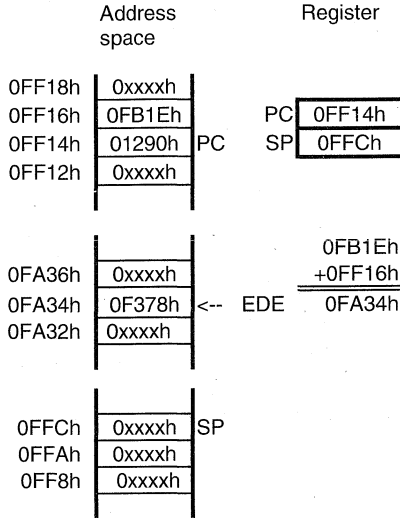 Address Register
space
0FF18h 0xxxxh
0FF16h 0FB1Eh PC 0FF14h
0FF14h 01290h PC SP 0FFCh
0FF12h 0xxxxh
0FB1Eh
0FA36h 0xxxxh +0FF16h
0FA34h 0F378h <-- EDE 0FA34h
0FA32h 0xxxxh
0FFCh 0xxxxh SP
0FFAh 0xxxxh
0FF8h 0xxxxh